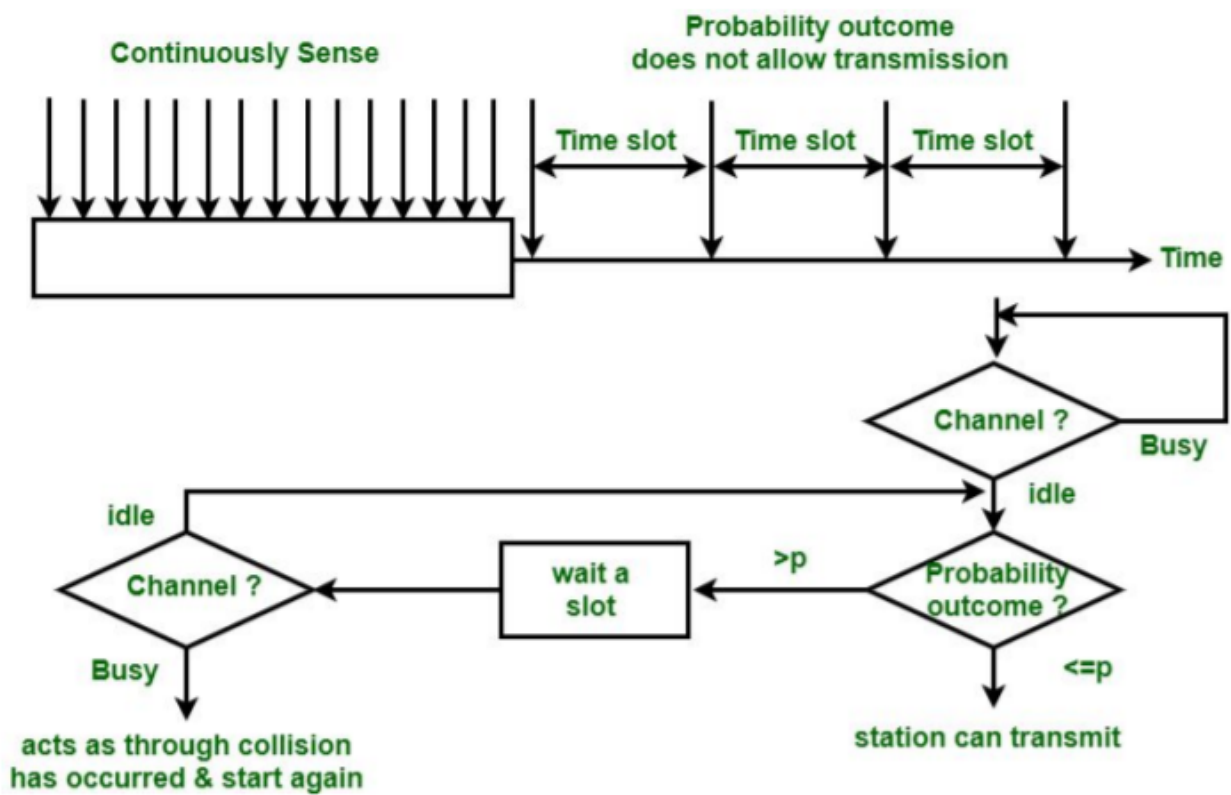 Continuously Sense
Probability outcome
does not allow transmission
Time slot
Time slot
Time slot
Time
Channel ?
Busy
idle
idle
Channel ?
wait a
slot
>p
Probability
outcome ?
Busy
<=p
acts as through collision
has occurred & start again
station can transmit